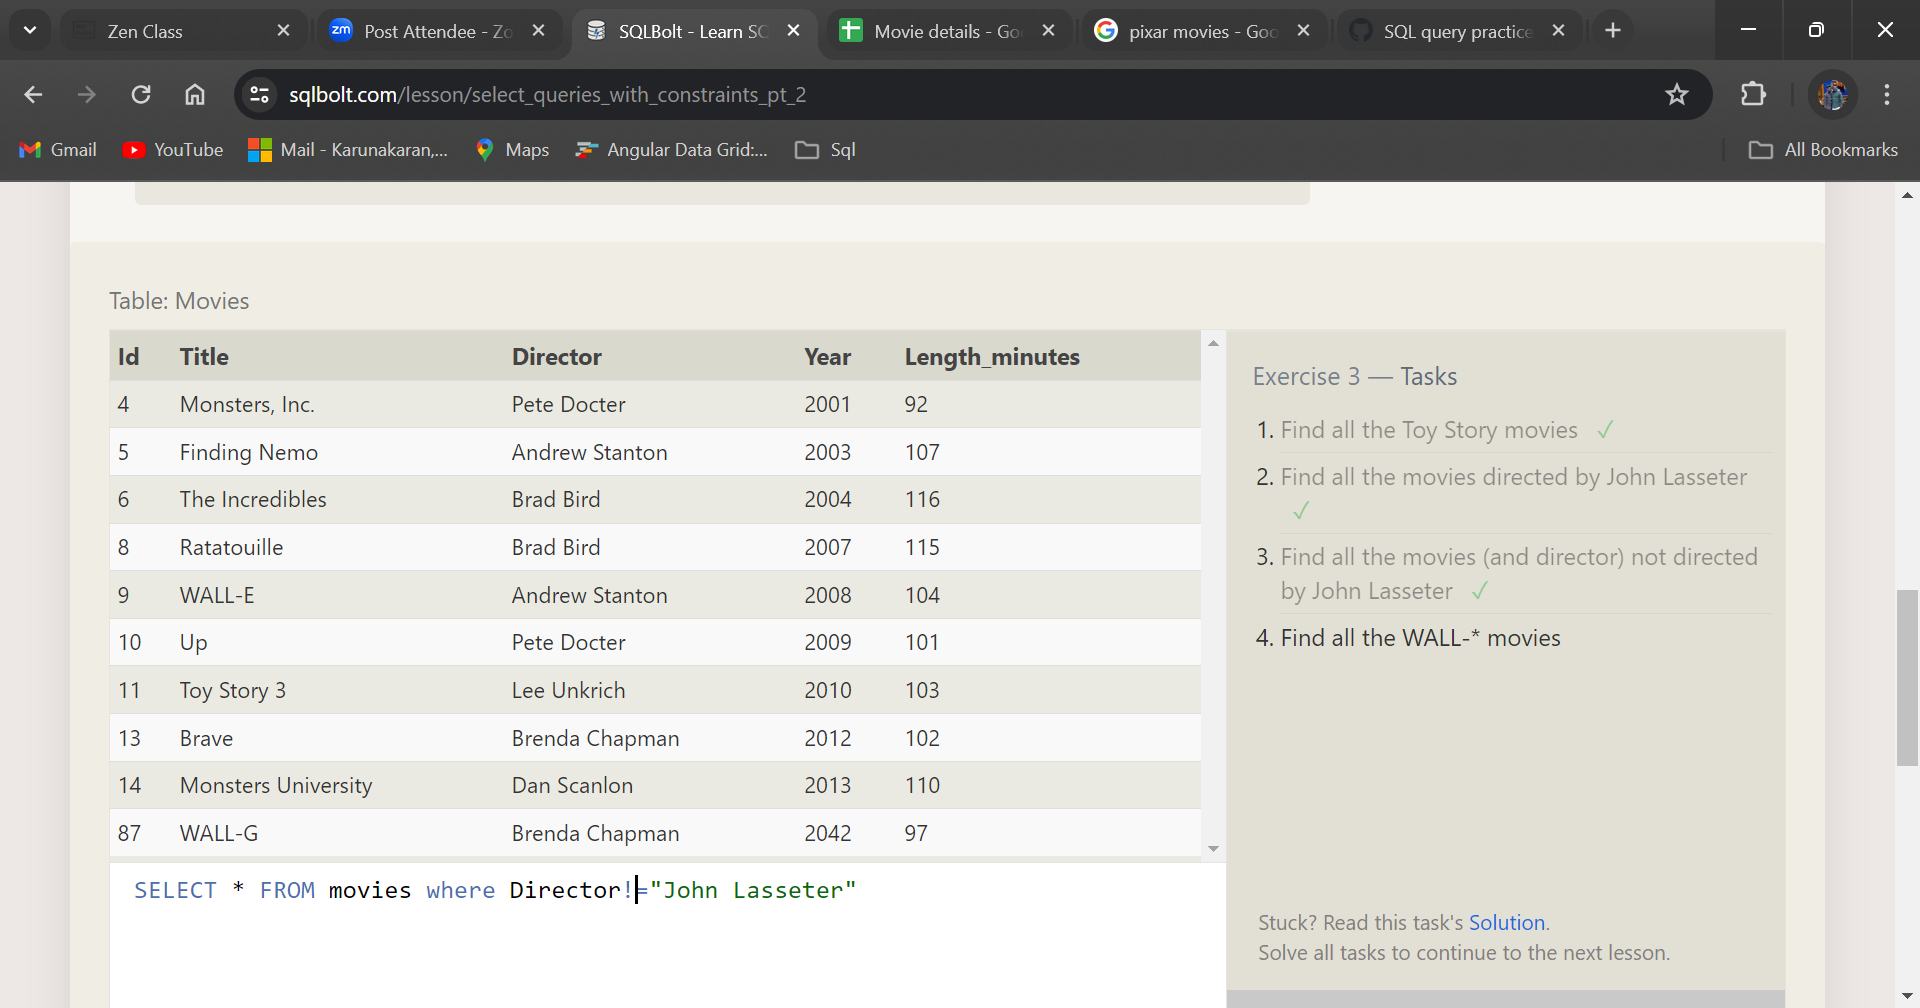 Zen Class
zm Post Attendee - Zo
SQLBolt - Learn SC
Movie details - Go
pixar movies - Goo
SQL query practice
sqlbolt.com/lesson/select_queries_with_constraints_pt_2
Gmail
YouTube
Mail - Karunakaran,...
Maps
Angular Data Grid:...
Sql
All Bookmarks
Table: Movies
Id Title Director Year Length_minutes
4 Monsters, Inc. Pete Docter 2001 92
5 Finding Nemo Andrew Stanton 2003 107
6 The Incredibles Brad Bird 2004 116
8 Ratatouille Brad Bird 2007 115
9 WALL-E Andrew Stanton 2008 104
10 Up Pete Docter 2009 101
11 Toy Story 3 Lee Unkrich 2010 103
13 Brave Brenda Chapman 2012 102
14 Monsters University Dan Scanlon 2013 110
87 WALL-G Brenda Chapman 2042 97
SELECT * FROM movies where Director!="John Lasseter"
Exercise 3 — Tasks
1. Find all the Toy Story movies ✓
2. Find all the movies directed by John Lasseter
✓
3. Find all the movies (and director) not directed
by John Lasseter ✓
4. Find all the WALL-* movies
Stuck? Read this task's Solution.
Solve all tasks to continue to the next lesson.